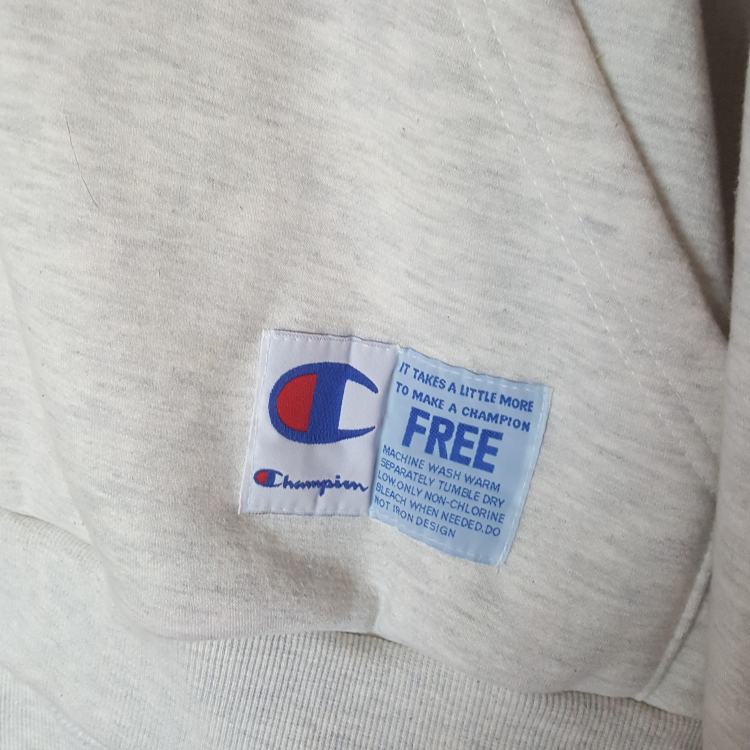 Champion
IT TAKES A LITTLE MORE
TO MAKE A CHAMPION
FREE
MACHINE WASH WARM
SEPARATELY TUMBLE DRY
LOW.ONLY NON-CHLORINE
BLEACH WHEN NEEDED.DO
NOT IRON DESIGN